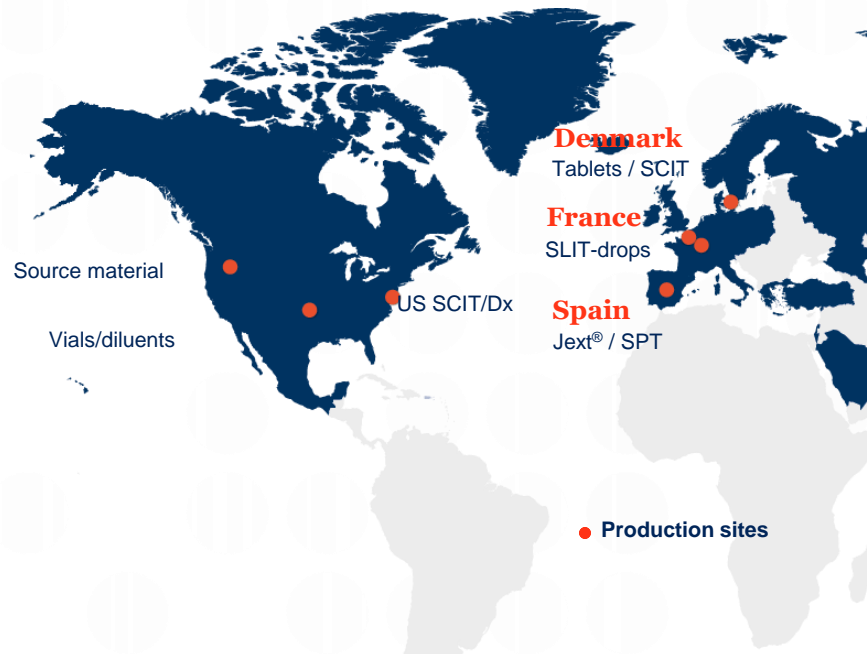 Denmark
Tablets / SCIT
France
SLIT-drops
Source material
US SCIT/Dx
Spain
Vials/diluents
Jext® / SPT
Production sites